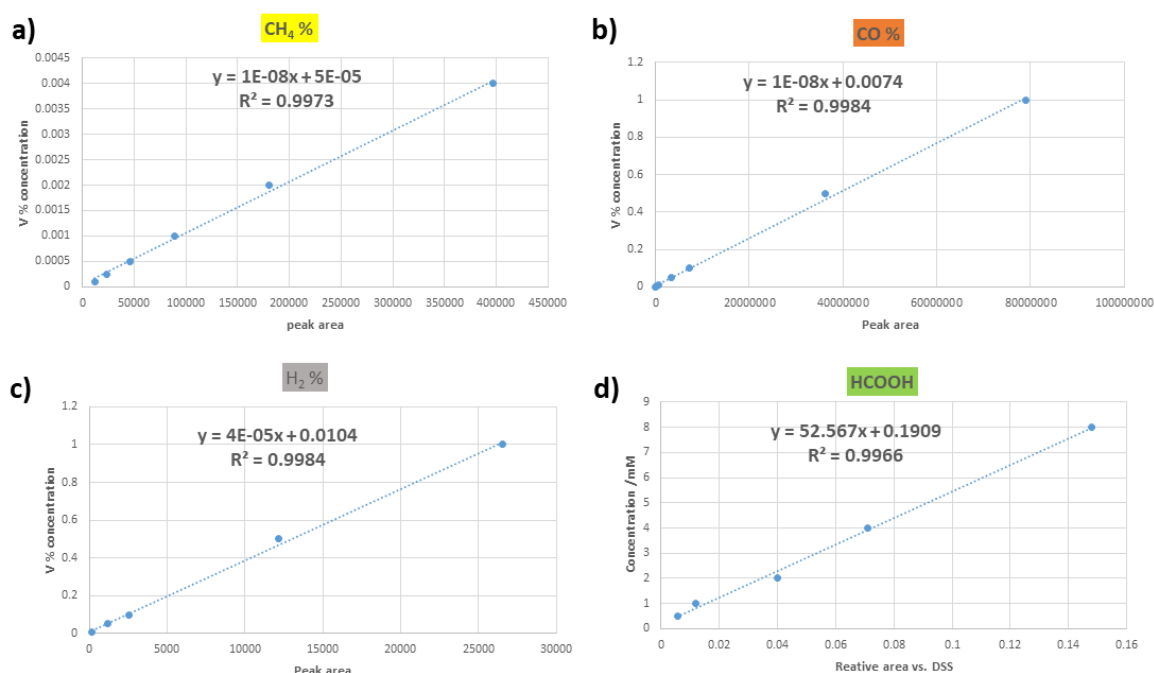 a)
CH₄ %
y = 1E-08x + 5E-05
R² = 0.9973
V % concentration
0.0045
0.004
0.0035
0.003
0.0025
0.002
0.0015
0.001
0.0005
0
0 50000 100000 150000 200000 250000 300000 350000 400000 450000
peak area
b)
CO %
y = 1E-08x + 0.0074
R² = 0.9984
V % concentration
1.2
1
0.8
0.6
0.4
0.2
0
0 20000000 40000000 60000000 80000000 100000000
Peak area
c)
H₂ %
y = 4E-05x + 0.0104
R² = 0.9984
V % concentration
1.2
1
0.8
0.6
0.4
0.2
0
0 5000 10000 15000 20000 25000 30000
Peak area
d)
HCOOH
y = 52.567x + 0.1909
R² = 0.9966
Concentration /mM
9
8
7
6
5
4
3
2
1
0
0 0.02 0.04 0.06 0.08 0.1 0.12 0.14 0.16
Reative area vs. DSS